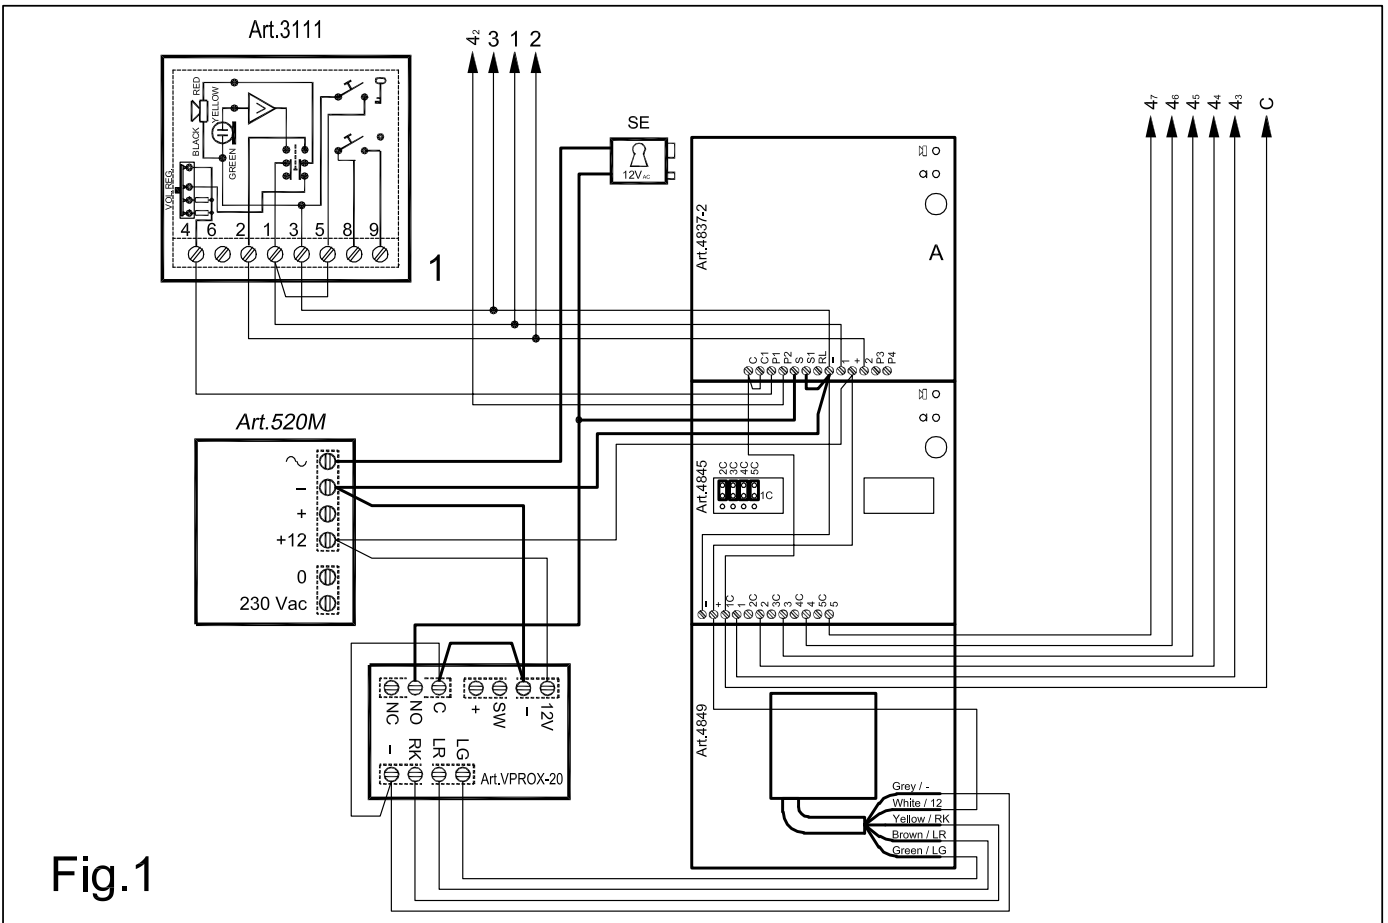 Art.3111
4₂ 3 1 2
4₇ 4₆ 4₅ 4₄ 4₃ C
RED
YELLOW
BLACK
GREEN
VOL.REG.
4 6 2 1 3 5 8 9
1
SE
12V AC
Art.4837-2
A
C C1 P1 P2 S S1 RL - 1 + 2 P3 P4
Art.520M
-
+
+12
0
230 Vac
Art.4845
2C 3C 4C 5C
1C
- + 1C 1 2C 2 3C 3 4C 4 5C 5
NC NO C + SW - 12V
- RK LR LG
Art.VPROX-20
Art.4849
Grey / -
White / 12
Yellow / RK
Brown / LR
Green / LG
Fig.1